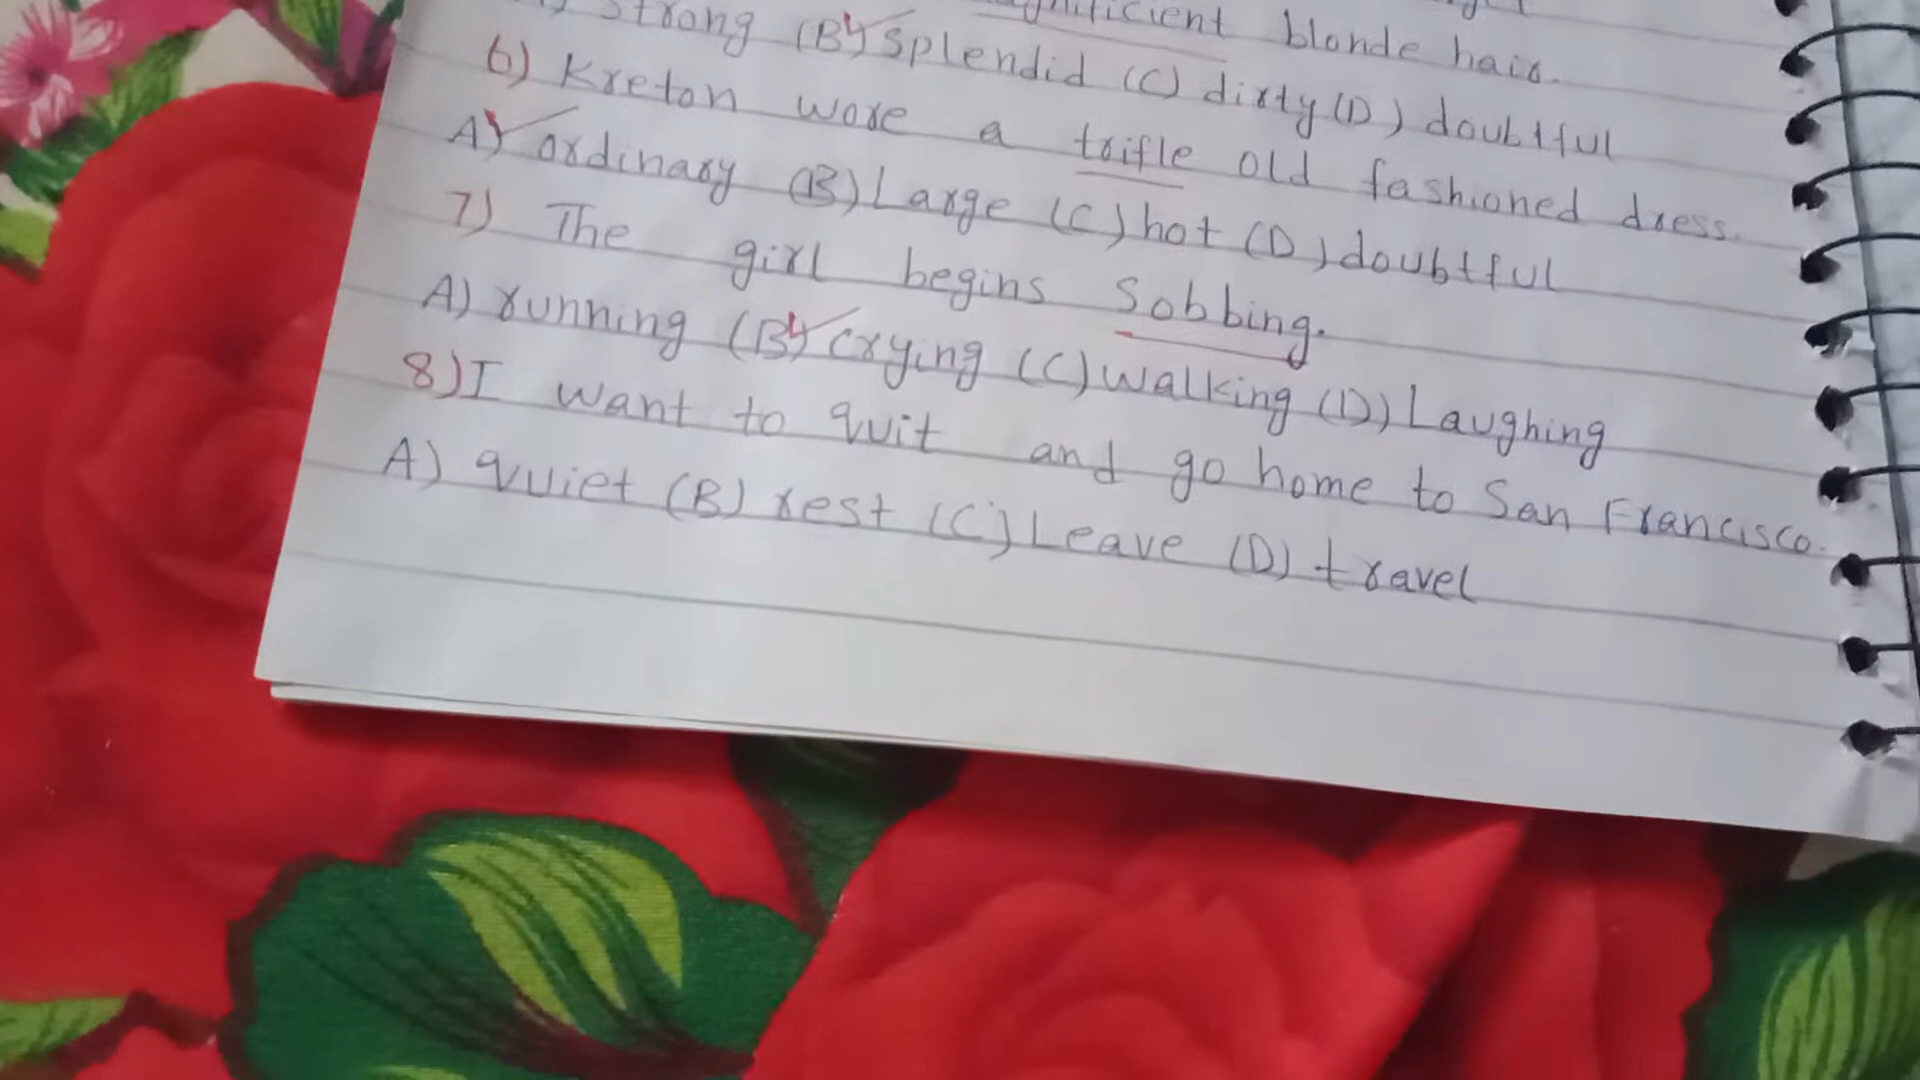 blonde hair.
Strong (B) Splendid (C) dirty (D) doubtful
6) Kreton wore a trifle old fashioned dress.
A) ordinary (B) Large (C) hot (D) doubtful
7) The girl begins Sobbing.
A) running (B) crying (C) walking (D) Laughing
8) I want to quit and go home to San Francisco.
A) quiet (B) rest (C) Leave (D) travel